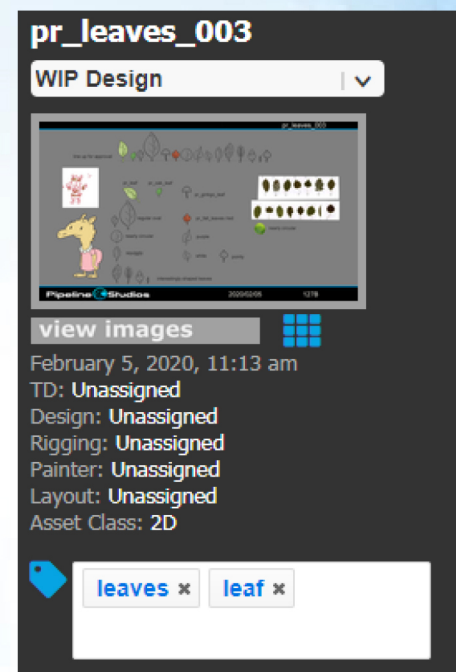 pr_leaves_003
WIP Design
pr_leaves_003
Pipeline Studios
2020/02/05
1278
view images
February 5, 2020, 11:13 am
TD: Unassigned
Design: Unassigned
Rigging: Unassigned
Painter: Unassigned
Layout: Unassigned
Asset Class: 2D
leaves ×
leaf ×